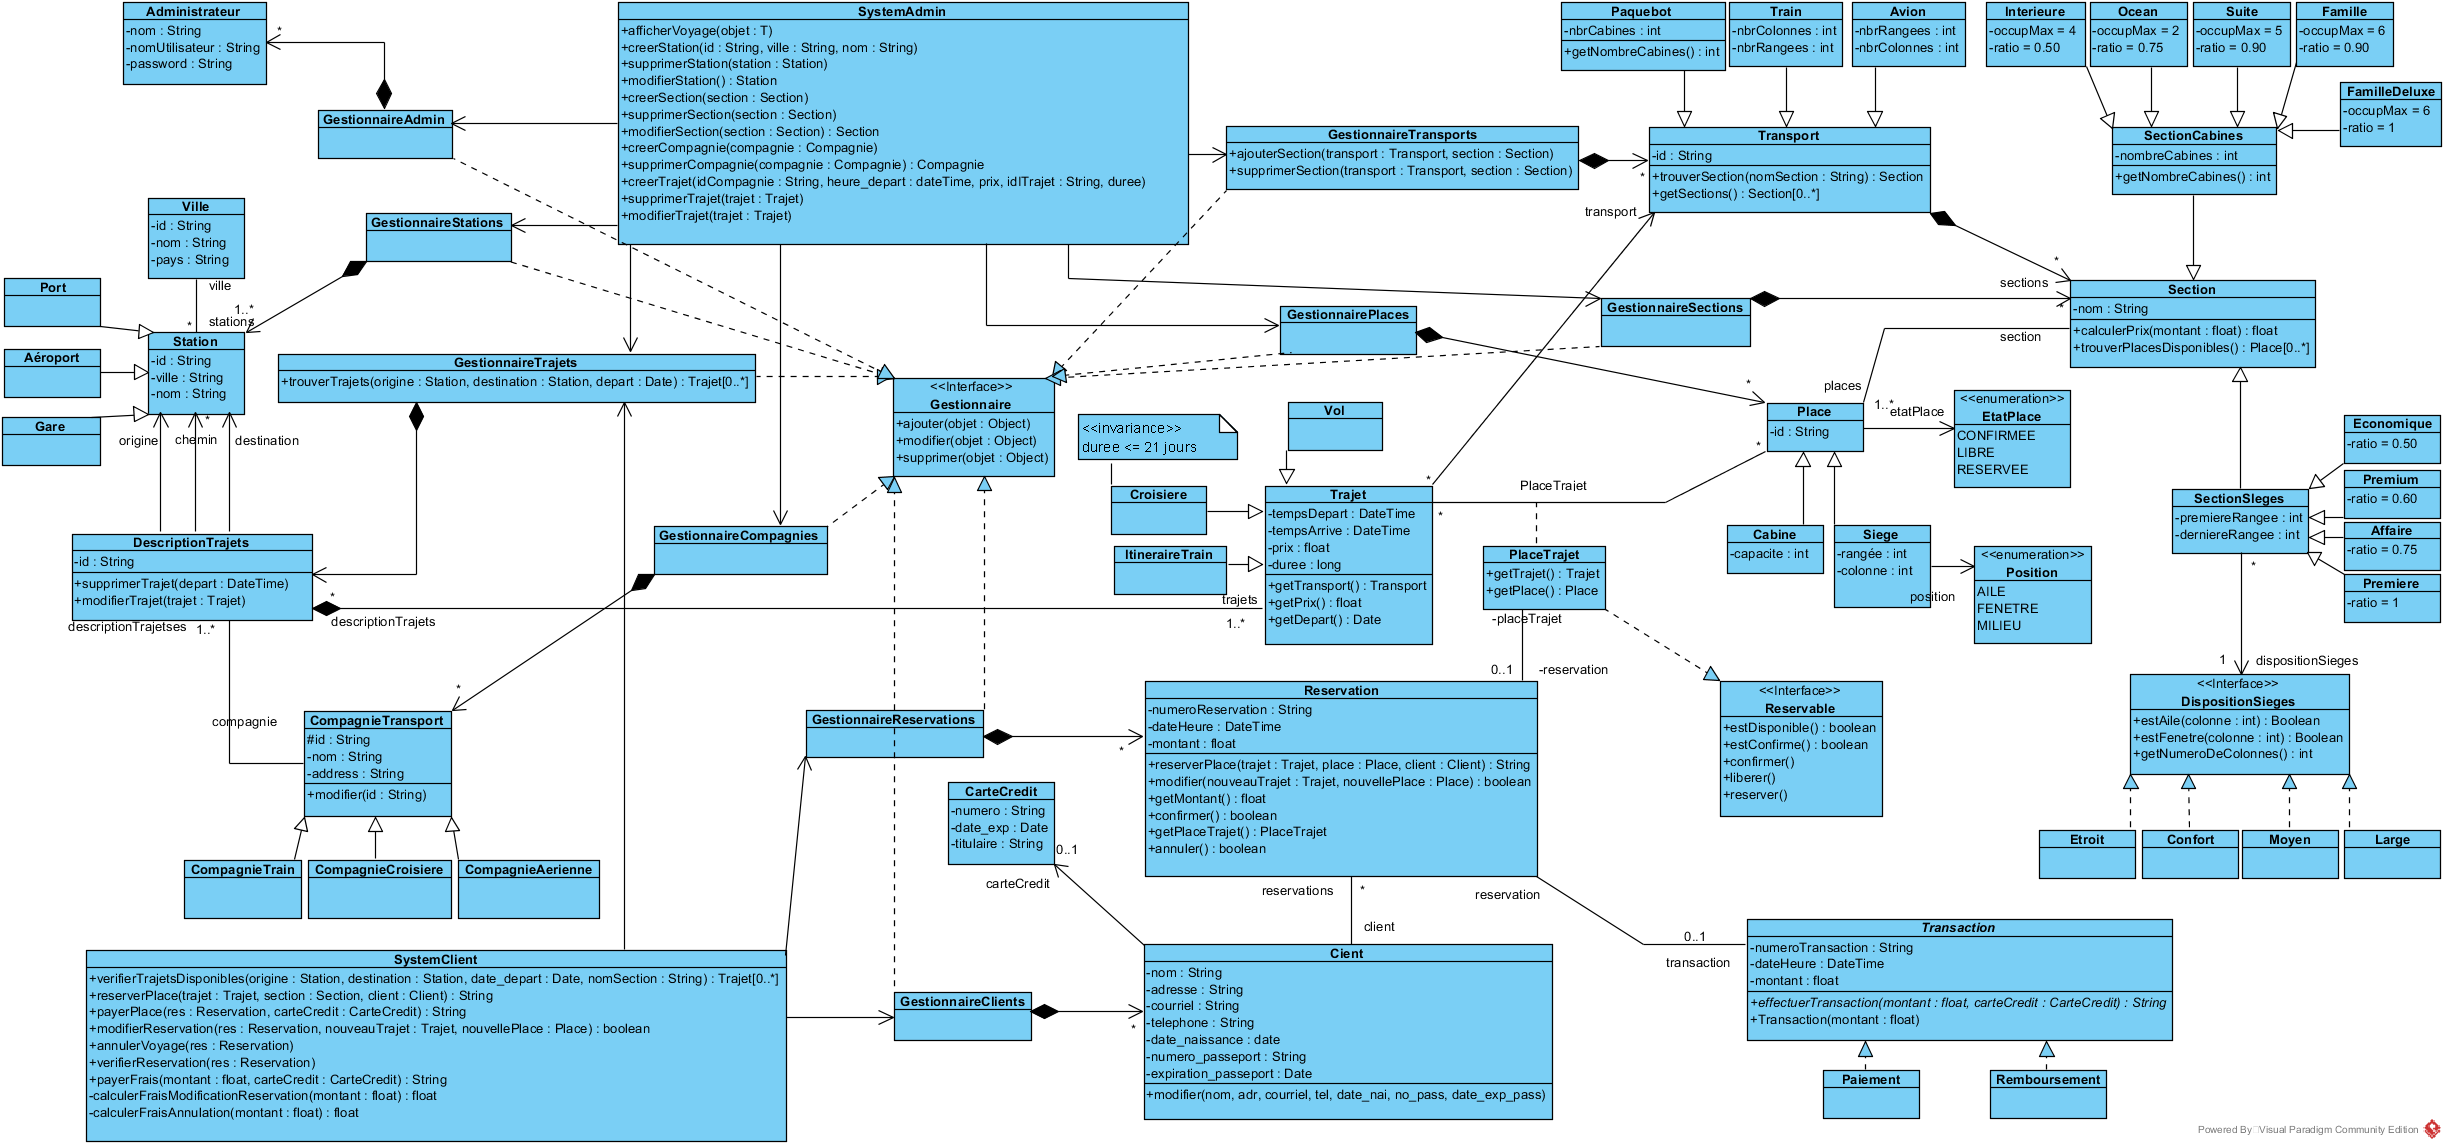 Administrateur
-nom : String
-nomUtilisateur : String
-password : String
*
GestionnaireAdmin
SystemAdmin
+afficherVoyage(objet : T)
+creerStation(id : String, ville : String, nom : String)
+supprimerStation(station : Station)
+modifierStation() : Station
+creerSection(section : Section)
+supprimerSection(section : Section)
+modifierSection(section : Section) : Section
+creerCompagnie(compagnie : Compagnie)
+supprimerCompagnie(compagnie : Compagnie) : Compagnie
+creerTrajet(idCompagnie : String, heure_depart : dateTime, prix, idlTrajet : String, duree)
+supprimerTrajet(trajet : Trajet)
+modifierTrajet(trajet : Trajet)
Paquebot
-nbrCabines : int
+getNombreCabines() : int
Train
-nbrColonnes : int
-nbrRangees : int
Avion
-nbrRangees : int
-nbrColonnes : int
Interieure
-occupMax = 4
-ratio = 0.50
Ocean
-occupMax = 2
-ratio = 0.75
Suite
-occupMax = 5
-ratio = 0.90
Famille
-occupMax = 6
-ratio = 0.90
FamilleDeluxe
-occupMax = 6
-ratio = 1
GestionnaireTransports
+ajouterSection(transport : Transport, section : Section)
+supprimerSection(transport : Transport, section : Section)
*
Transport
-id : String
+trouverSection(nomSection : String) : Section
+getSections() : Section[0..*]
transport
SectionCabines
-nombreCabines : int
+getNombreCabines() : int
Ville
-id : String
-nom : String
-pays : String
ville
GestionnaireStations
1..*
stations
*
Port
Aéroport
Gare
Station
-id : String
-ville : String
-nom : String
origine
chemin
*
destination
GestionnaireTrajets
+trouverTrajets(origine : Station, destination : Station, depart : Date) : Trajet[0..*]
<<Interface>>
Gestionnaire
+ajouter(objet : Object)
+modifier(objet : Object)
+supprimer(objet : Object)
GestionnairePlaces
GestionnaireSections
*
sections
*
Section
-nom : String
+calculerPrix(montant : float) : float
+trouverPlacesDisponibles() : Place[0..*]
section
places
*
1..*
etatPlace
Place
-id : String
*
<<enumeration>>
EtatPlace
CONFIRMEE
LIBRE
RESERVEE
Vol
<<invariance>>
duree <= 21 jours
Croisiere
ItineraireTrain
Trajet
-tempsDepart : DateTime
-tempsArrive : DateTime
-prix : float
-duree : long
+getTransport() : Transport
+getPrix() : float
+getDepart() : Date
*
*
PlaceTrajet
PlaceTrajet
+getTrajet() : Trajet
+getPlace() : Place
-placeTrajet
0..1
-reservation
Cabine
-capacite : int
Siege
-rangée : int
-colonne : int
position
<<enumeration>>
Position
AILE
FENETRE
MILIEU
SectionSIeges
-premiereRangee : int
-derniereRangee : int
*
Economique
-ratio = 0.50
Premium
-ratio = 0.60
Affaire
-ratio = 0.75
Premiere
-ratio = 1
1
dispositionSieges
<<Interface>>
DispositionSieges
+estAile(colonne : int) : Boolean
+estFenetre(colonne : int) : Boolean
+getNumeroDeColonnes() : int
Etroit
Confort
Moyen
Large
DescriptionTrajets
-id : String
+supprimerTrajet(depart : DateTime)
+modifierTrajet(trajet : Trajet)
*
descriptionTrajets
trajets
1..*
descriptionTrajetses
1..*
compagnie
GestionnaireCompagnies
*
CompagnieTransport
#id : String
-nom : String
-address : String
+modifier(id : String)
CompagnieTrain
CompagnieCroisiere
CompagnieAerienne
GestionnaireReservations
*
Reservation
-numeroReservation : String
-dateHeure : DateTime
-montant : float
+reserverPlace(trajet : Trajet, place : Place, client : Client) : String
+modifier(nouveauTrajet : Trajet, nouvellePlace : Place) : boolean
+getMontant() : float
+confirmer() : boolean
+getPlaceTrajet() : PlaceTrajet
+annuler() : boolean
<<Interface>>
Reservable
+estDisponible() : boolean
+estConfirme() : boolean
+confirmer()
+liberer()
+reserver()
CarteCredit
-numero : String
-date_exp : Date
-titulaire : String
0..1
carteCredit
reservations
*
client
reservation
0..1
transaction
SystemClient
+verifierTrajetsDisponibles(origine : Station, destination : Station, date_depart : Date, nomSection : String) : Trajet[0..*]
+reserverPlace(trajet : Trajet, section : Section, client : Client) : String
+payerPlace(res : Reservation, carteCredit : CarteCredit) : String
+modifierReservation(res : Reservation, nouveauTrajet : Trajet, nouvellePlace : Place) : boolean
+annulerVoyage(res : Reservation)
+verifierReservation(res : Reservation)
+payerFrais(montant : float, carteCredit : CarteCredit) : String
-calculerFraisModificationReservation(montant : float) : float
-calculerFraisAnnulation(montant : float) : float
GestionnaireClients
*
Cient
-nom : String
-adresse : String
-courriel : String
-telephone : String
-date_naissance : date
-numero_passeport : String
-expiration_passeport : Date
+modifier(nom, adr, courriel, tel, date_nai, no_pass, date_exp_pass)
Transaction
-numeroTransaction : String
-dateHeure : DateTime
-montant : float
+effectuerTransaction(montant : float, carteCredit : CarteCredit) : String
+Transaction(montant : float)
Paiement
Remboursement
Powered By Visual Paradigm Community Edition